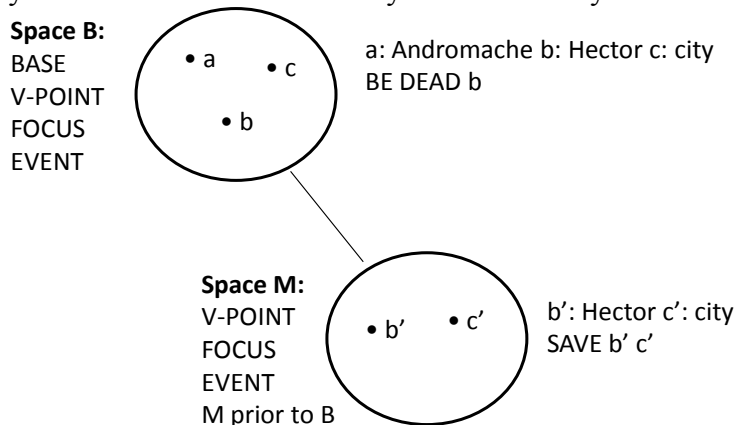 Space B:
BASE
V-POINT
FOCUS
EVENT
• a
• c
• b
a: Andromache b: Hector c: city
BE DEAD b
Space M:
V-POINT
FOCUS
EVENT
M prior to B
• b’
• c’
b’: Hector c’: city
SAVE b’ c’